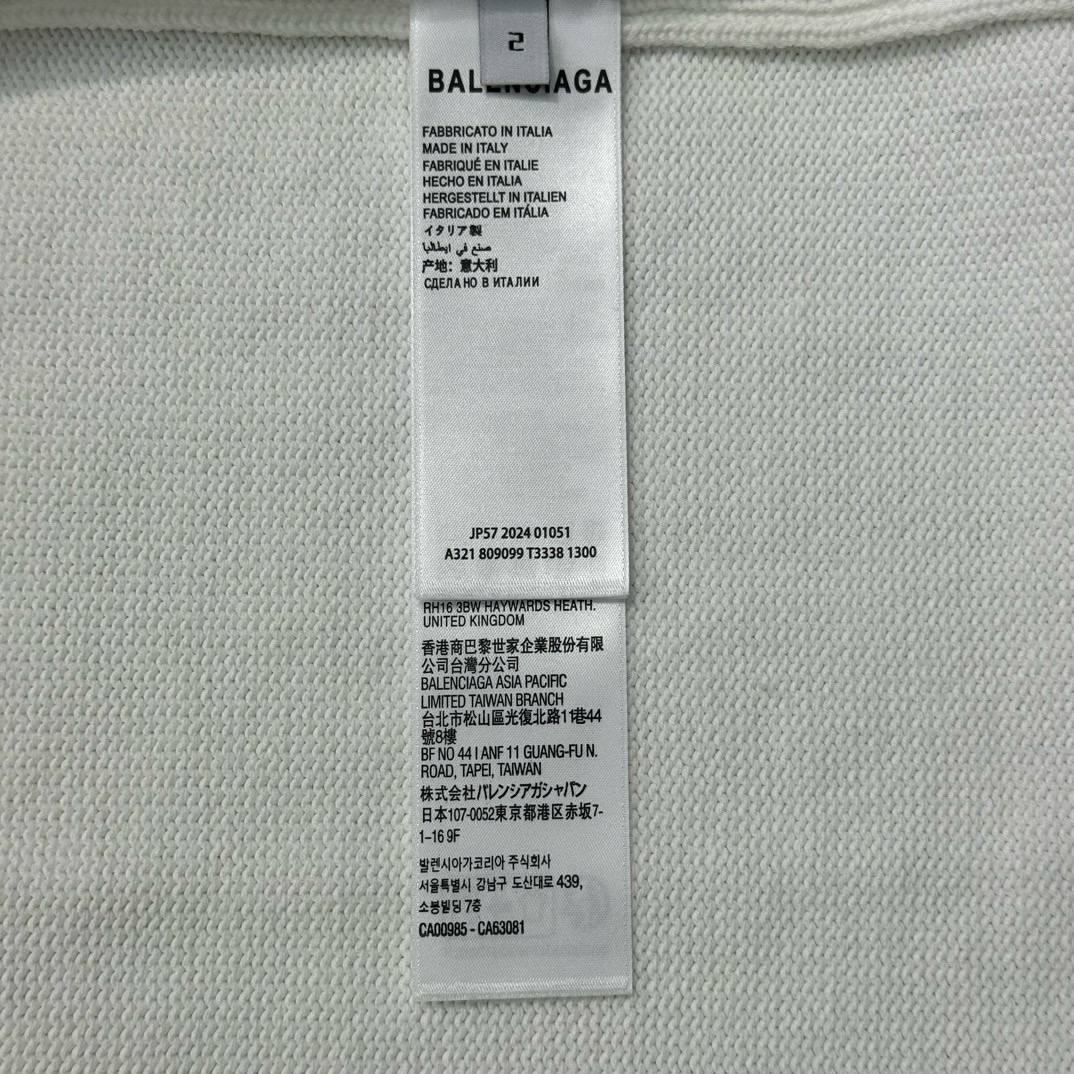 2
BALENCIAGA
FABBRICATO IN ITALIA
MADE IN ITALY
FABRIQUÉ EN ITALIE
HECHO EN ITALIA
HERGESTELLT IN ITALIEN
FABRICADO EM ITÁLIA
イタリア製
صنع في ايطاليا
产地: 意大利
СДЕЛАНО В ИТАЛИИ
JP57 2024 01051
A321 809099 T3338 1300
RH16 3BW HAYWARDS HEATH.
UNITED KINGDOM
香港商巴黎世家企業股份有限
公司台灣分公司
BALENCIAGA ASIA PACIFIC
LIMITED TAIWAN BRANCH
台北市松山區光復北路11巷44
號8樓
BF NO 44 I ANF 11 GUANG-FU N.
ROAD, TAPEI, TAIWAN
株式会社バレンシアガジャパン
日本107-0052東京都港区赤坂7-
1-16 9F
발렌시아가코리아 주식회사
서울특별시 강남구 도산대로 439,
소봉빌딩 7층
CA00985 - CA63081